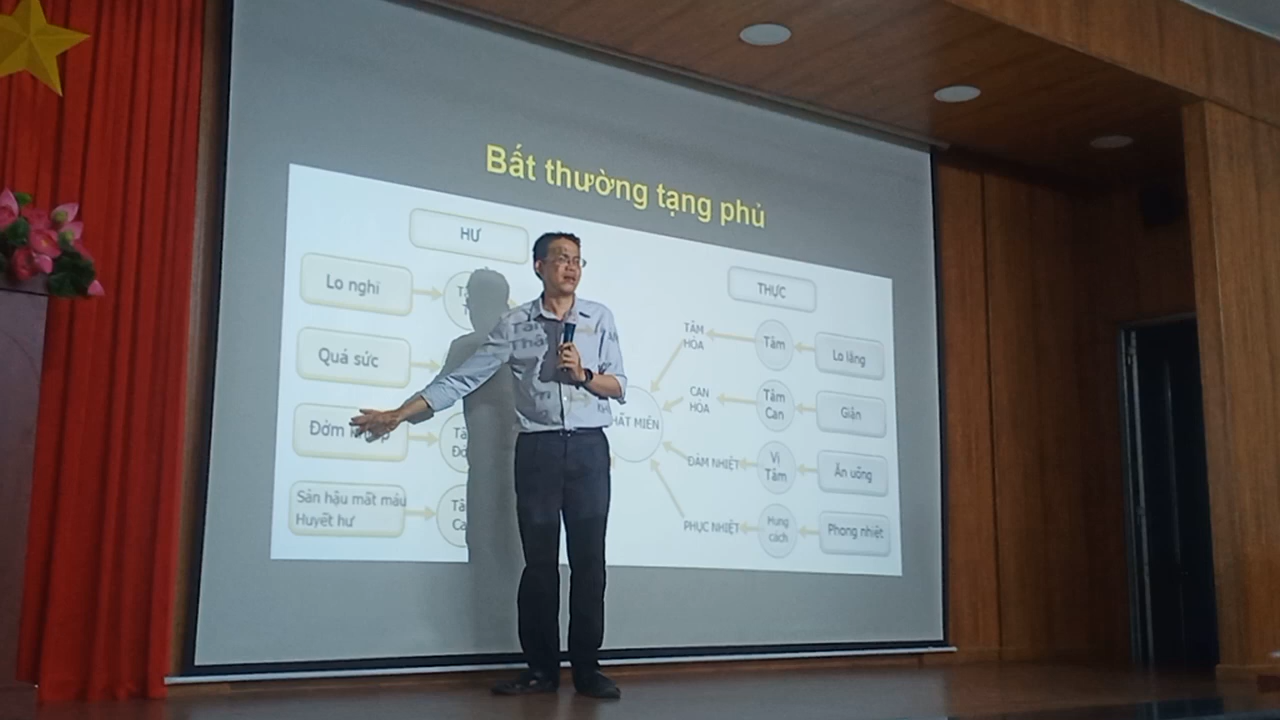 Bất thường tạng phủ
HƯ
Lo nghĩ
Quá sức
Đởm
Sản hậu mất máu
Huyết hư
THỰC
TÂM
HỎA
Tâm
Lo lắng
CAN
HỎA
Tâm
Can
Giận
ĐÀM NHIỆT
Vị
Tâm
Ăn uống
PHỤC NHIỆT
Hung
cách
Phong nhiệt
MIÊN